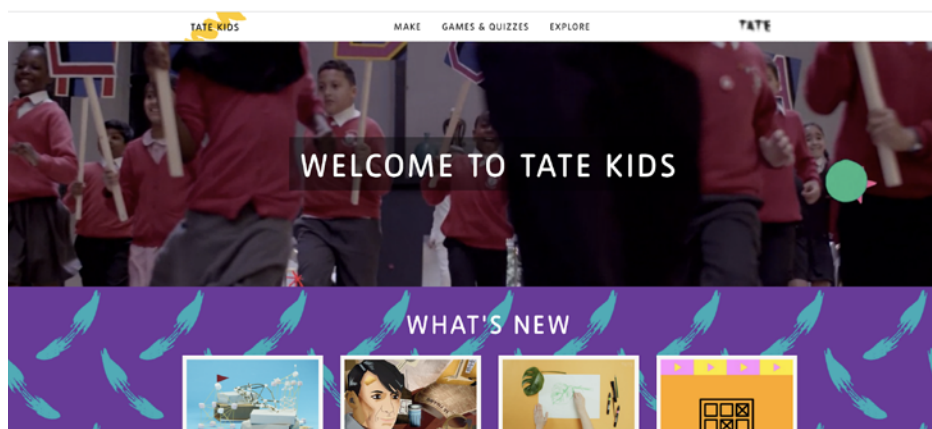 TATE KIDS MAKE GAMES & QUIZZES EXPLORE TATE
WELCOME TO TATE KIDS
WHAT'S NEW